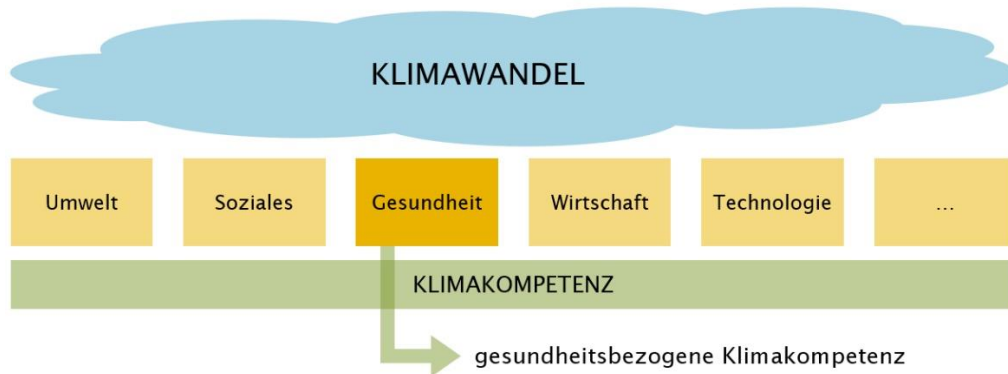 KLIMAWANDEL
Umwelt
Soziales
Gesundheit
Wirtschaft
Technologie
...
KLIMAKOMPETENZ
gesundheitsbezogene Klimakompetenz